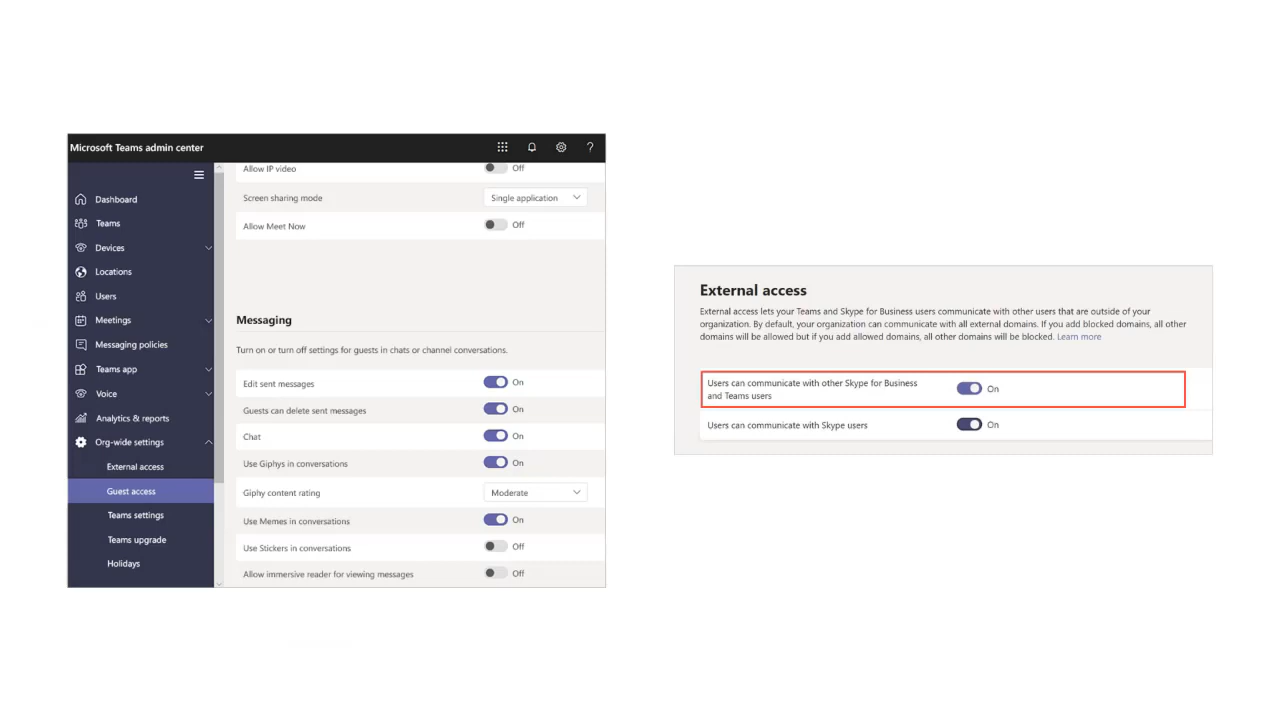 Microsoft Teams admin center
?
Dashboard
Teams
Devices
Locations
Users
Meetings
Messaging policies
Teams app
Voice
Analytics & reports
Org-wide settings
External access
Guest access
Teams settings
Teams upgrade
Holidays
Allow IP video Off
Screen sharing mode Single application
Allow Meet Now Off
Messaging
Turn on or turn off settings for guests in chats or channel conversations.
Edit sent messages On
Guests can delete sent messages On
Chat On
Use Giphys in conversations On
Giphy content rating Moderate
Use Memes in conversations On
Use Stickers in conversations Off
Allow immersive reader for viewing messages Off
External access
External access lets your Teams and Skype for Business users communicate with other users that are outside of your
organization. By default, your organization can communicate with all external domains. If you add blocked domains, all other
domains will be allowed but if you add allowed domains, all other domains will be blocked. Learn more
Users can communicate with other Skype for Business
and Teams users On
Users can communicate with Skype users On